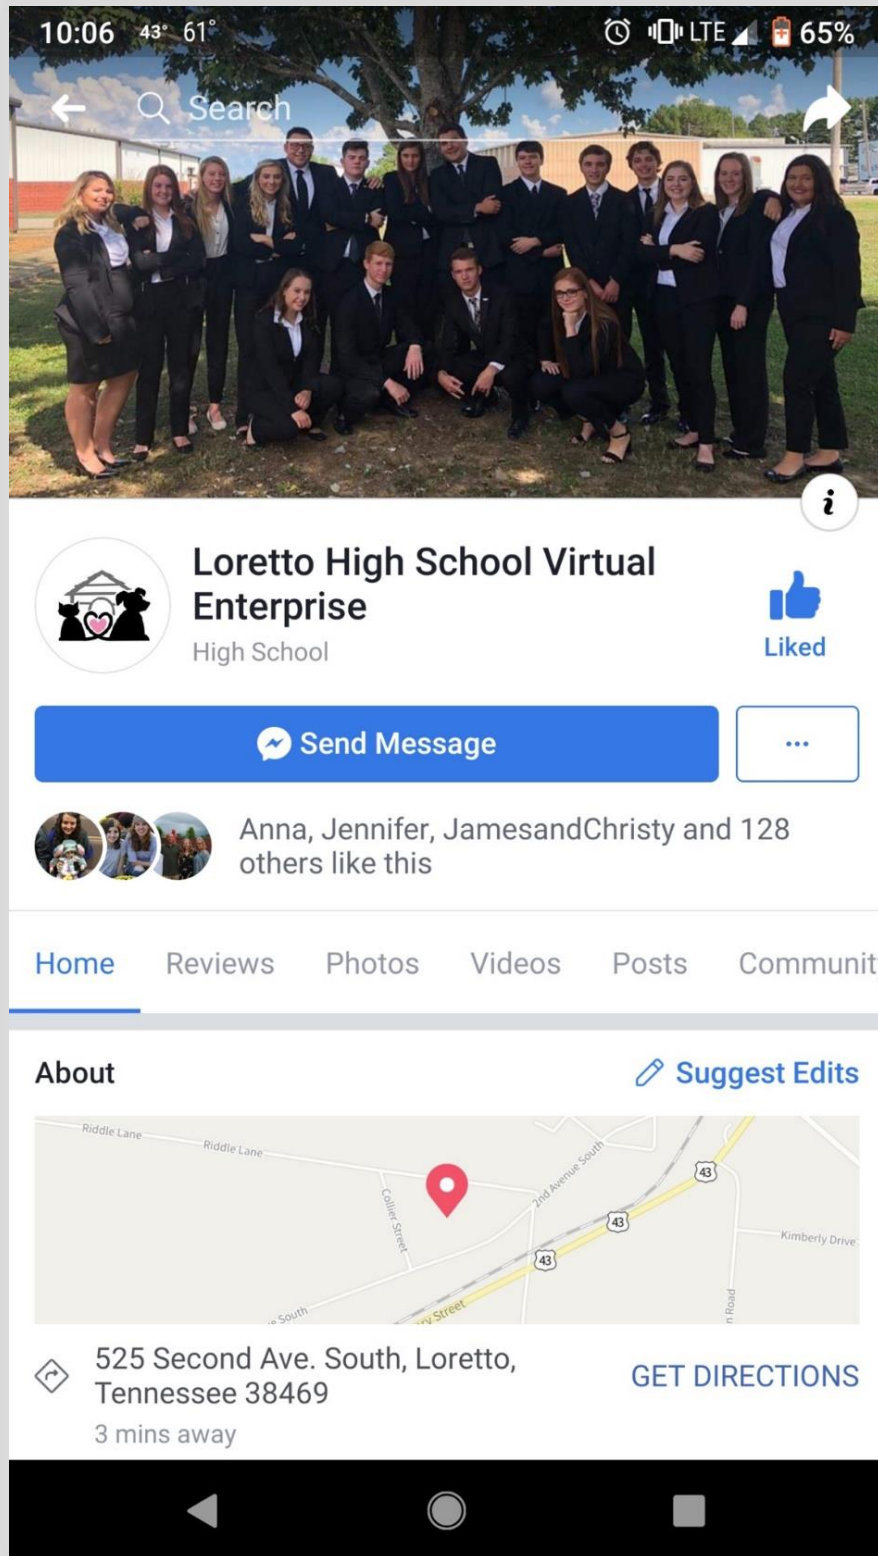 10:06 43° 61° LTE 65%
Search
Loretto High School Virtual
Enterprise
High School
Liked
Send Message
...
Anna, Jennifer, JamesandChristy and 128
others like this
Home Reviews Photos Videos Posts Communit
About Suggest Edits
Riddle Lane
Riddle Lane
Collier Street
2nd Avenue South
43
43
43
Kimberly Drive
South
Street
Road
525 Second Ave. South, Loretto,
Tennessee 38469
GET DIRECTIONS
3 mins away